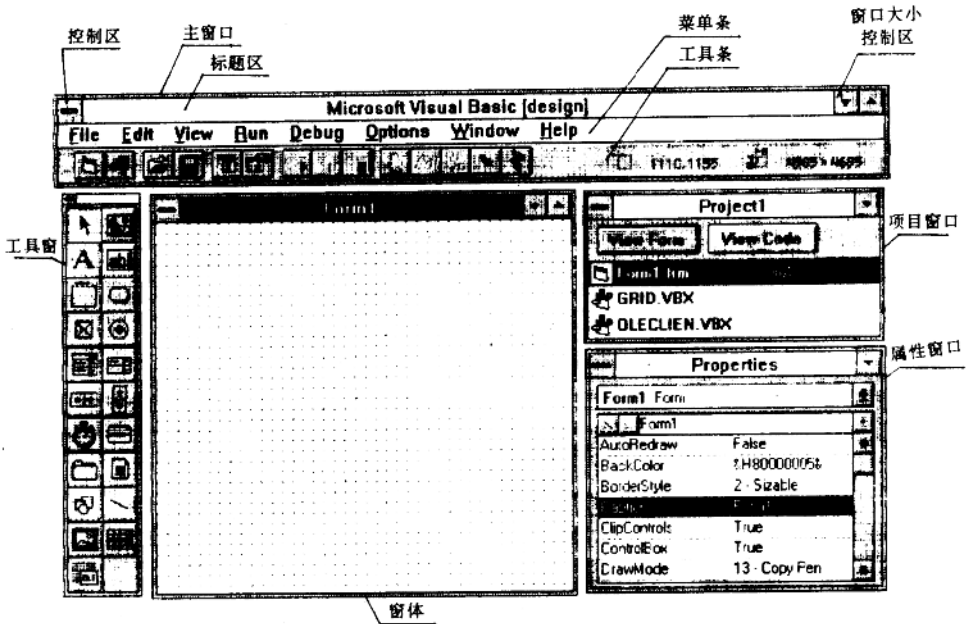 控制区
主窗口
标题区
菜单条
工具条
窗口大小
控制区
Microsoft Visual Basic [design]
File Edit View Run Debug Options Window Help
工具窗
Form1
Project1
View Form View Code
Form1.frm
GRID.VBX
OLECLIEN.VBX
项目窗口
Properties
属性窗口
Form1 Form
Form1
AutoRedraw False
BackColor &H80000005&
BorderStyle 2 - Sizable
ClipControls True
ControlBox True
DrawMode 13 - Copy Pen
窗体